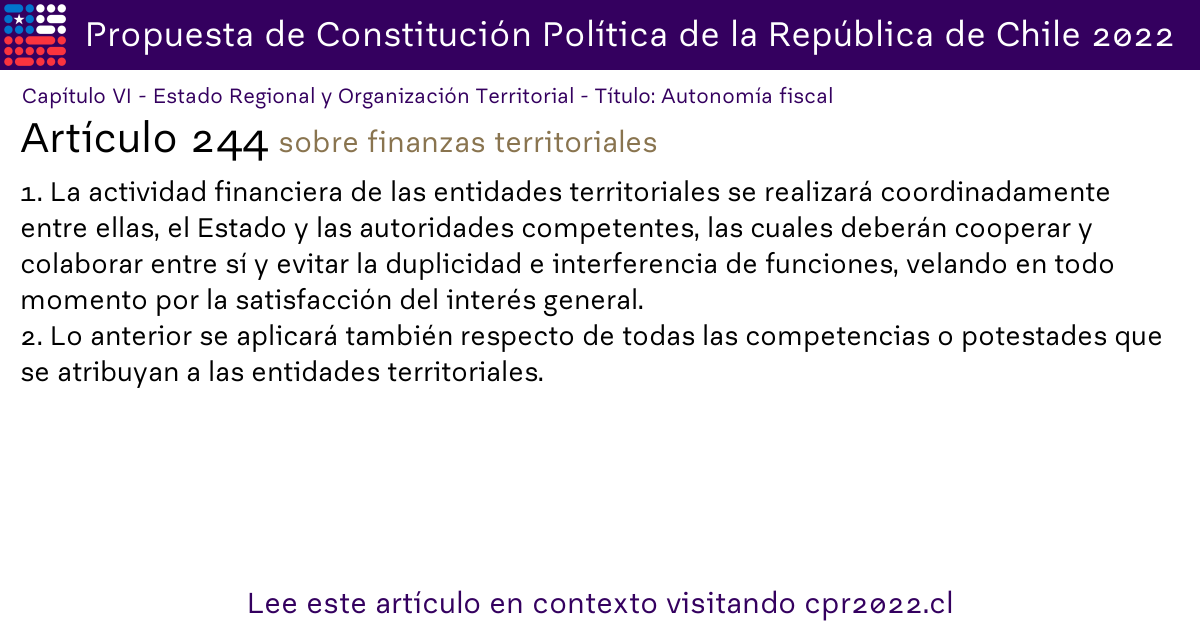 Propuesta de Constitución Política de la República de Chile 2022
Capítulo VI - Estado Regional y Organización Territorial - Título: Autonomía fiscal
Artículo 244 sobre finanzas territoriales
1. La actividad financiera de las entidades territoriales se realizará coordinadamente
entre ellas, el Estado y las autoridades competentes, las cuales deberán cooperar y
colaborar entre sí y evitar la duplicidad e interferencia de funciones, velando en todo
momento por la satisfacción del interés general.
2. Lo anterior se aplicará también respecto de todas las competencias o potestades que
se atribuyan a las entidades territoriales.
Lee este artículo en contexto visitando cpr2022.cl